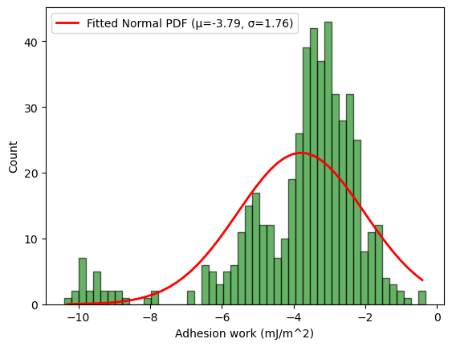 Fitted Normal PDF (μ=-3.79, σ=1.76)
40
30
20
10
0
Count
−10 −8 −6 −4 −2 0
Adhesion work (mJ/m^2)